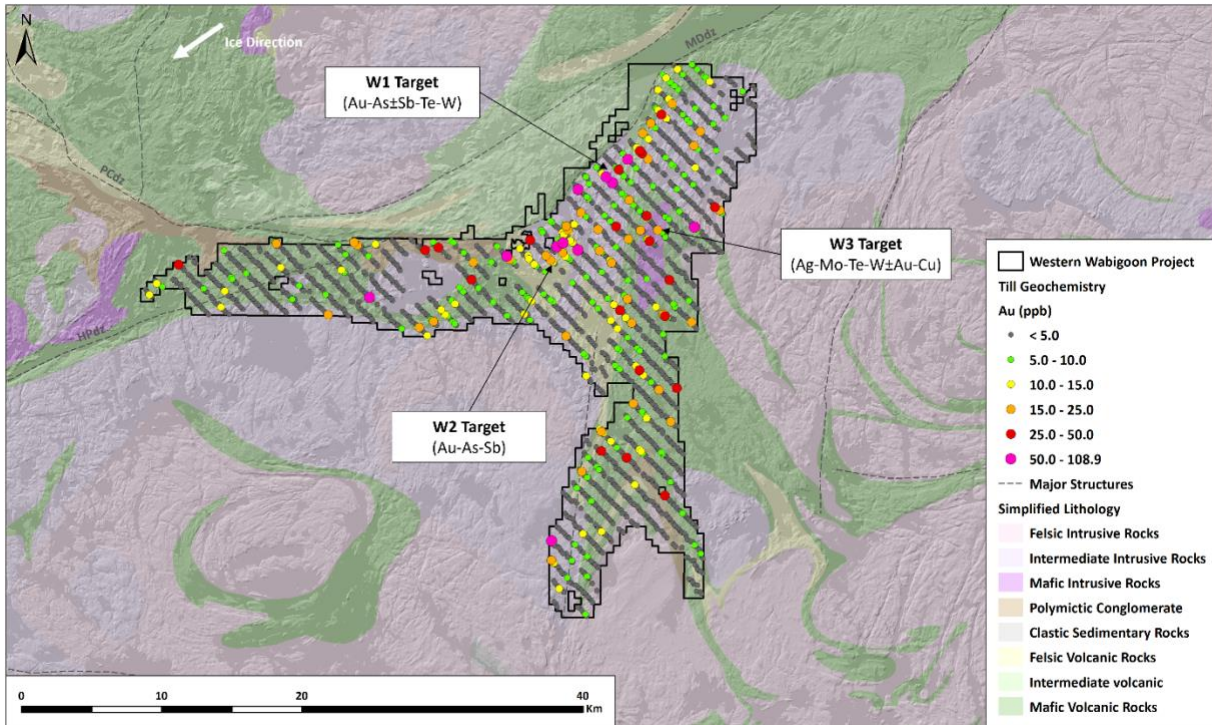 N
Ice Direction
MDdz
W1 Target
(Au-As±Sb-Te-W)
PCdz
W3 Target
(Ag-Mo-Te-W±Au-Cu)
HPdz
W2 Target
(Au-As-Sb)
Western Wabigoon Project
Till Geochemistry
Au (ppb)
< 5.0
5.0 - 10.0
10.0 - 15.0
15.0 - 25.0
25.0 - 50.0
50.0 - 108.9
Major Structures
Simplified Lithology
Felsic Intrusive Rocks
Intermediate Intrusive Rocks
Mafic Intrusive Rocks
Polymictic Conglomerate
Clastic Sedimentary Rocks
Felsic Volcanic Rocks
Intermediate volcanic
Mafic Volcanic Rocks
0 10 20 40
Km